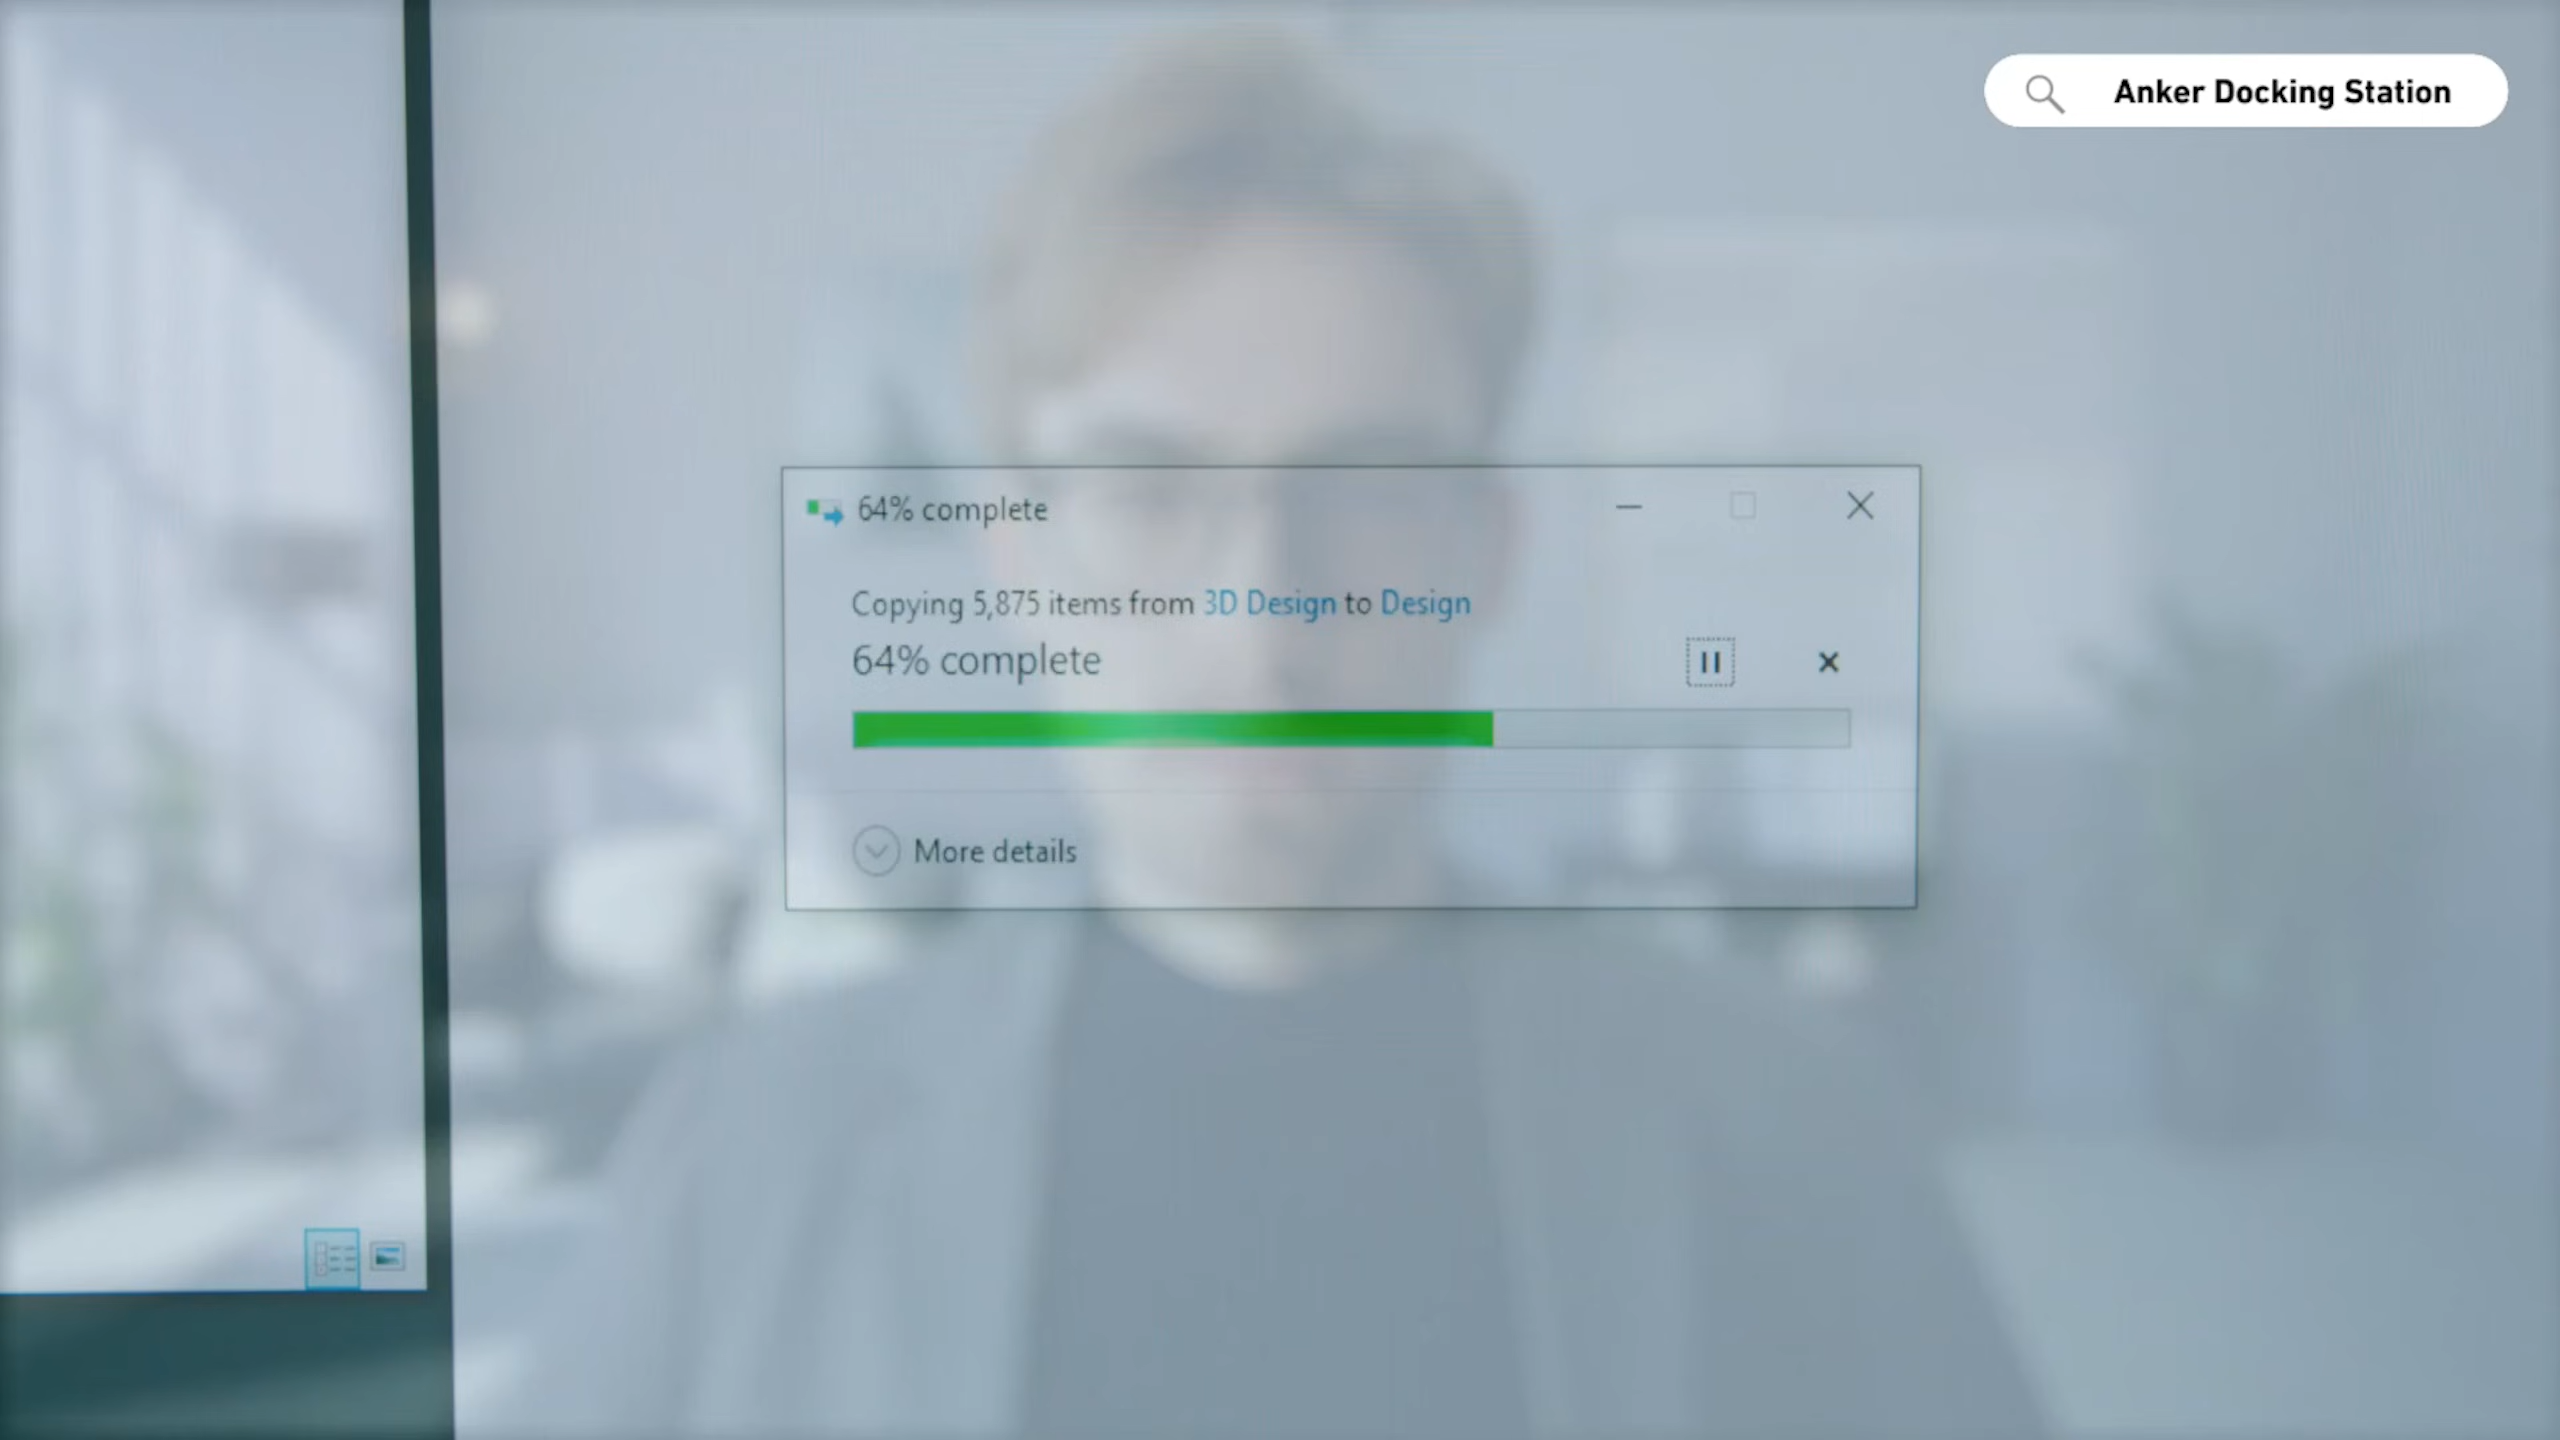 Anker Docking Station
64% complete
Copying 5,875 items from 3D Design to Design
64% complete
More details